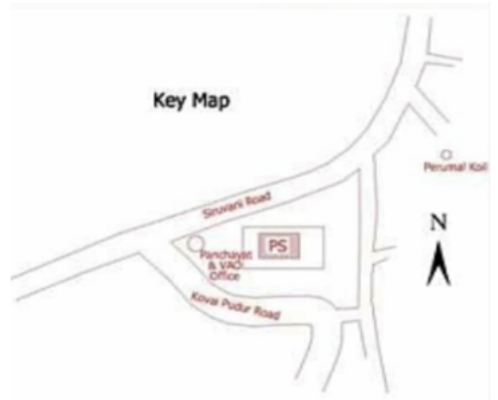 Key Map
Perumal Koil
Siruvani Road
N
PS
Panchayat
& VAO
Office
Kovai Pudur Road